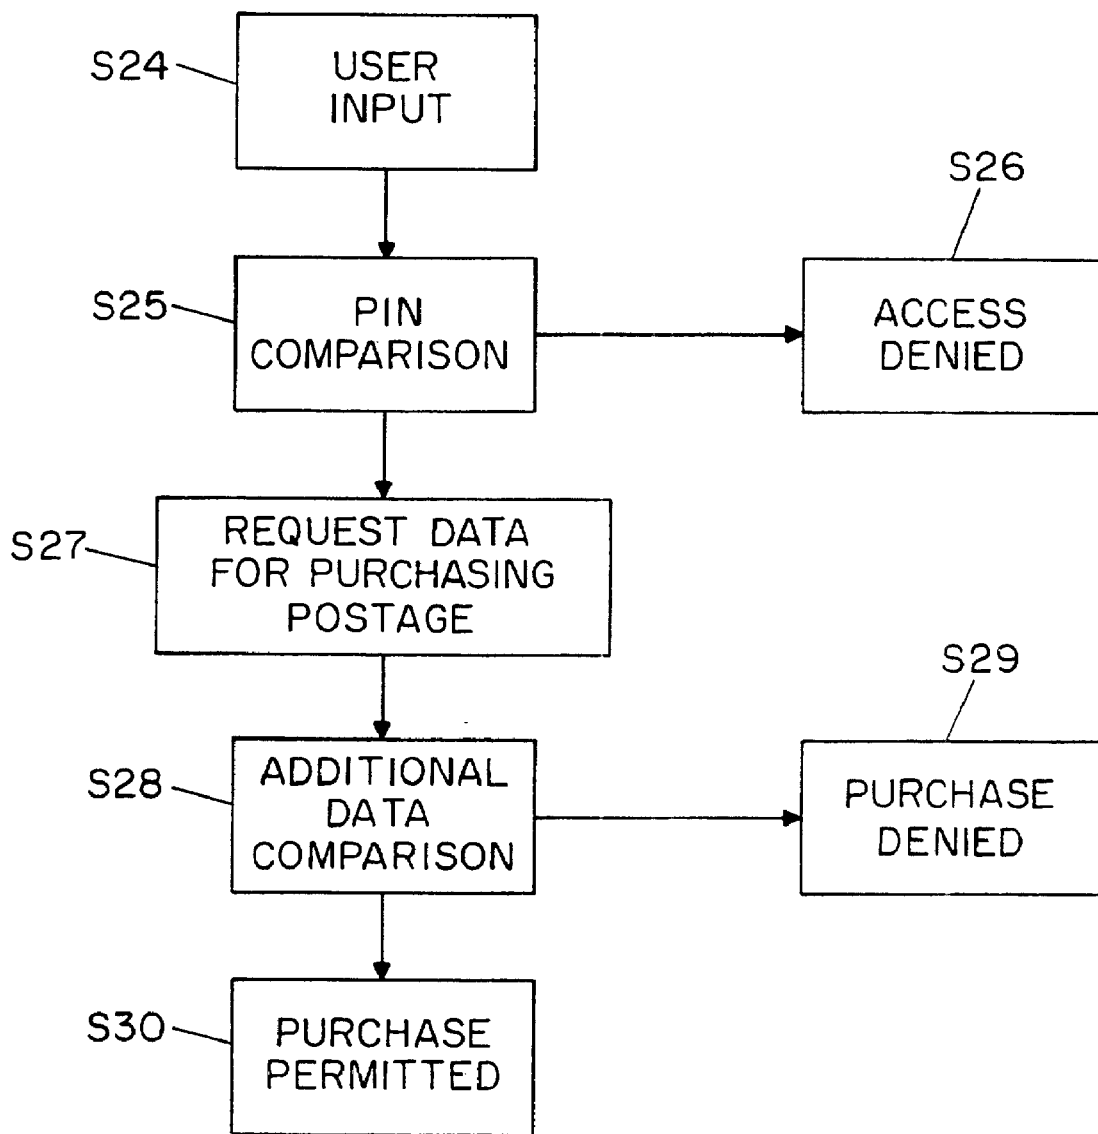 S24
USER
INPUT
S26
S25
PIN
COMPARISON
ACCESS
DENIED
S27
REQUEST DATA
FOR PURCHASING
POSTAGE
S29
S28
ADDITIONAL
DATA
COMPARISON
PURCHASE
DENIED
S30
PURCHASE
PERMITTED